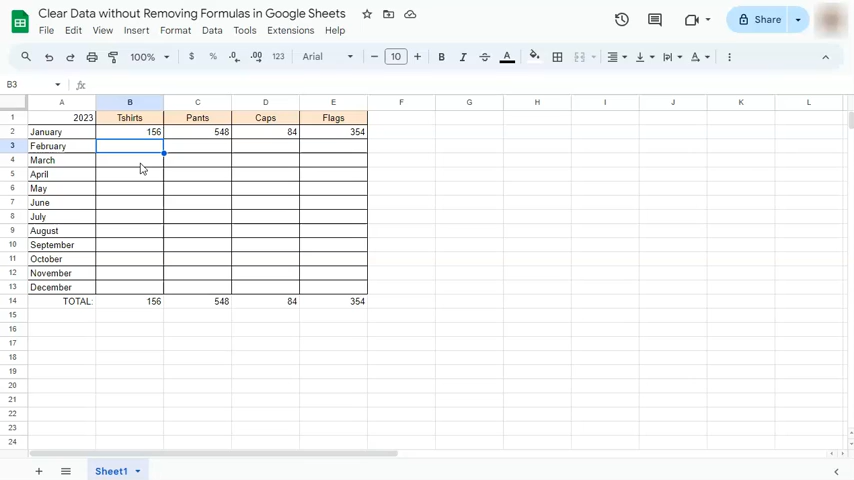 Clear Data without Removing Formulas in Google Sheets
File Edit View Insert Format Data Tools Extensions Help
Share
100% $ % .0 .00 123 Arial 10 B I S A A
B3 fx
A B C D E F G H I J K L
1 2023 Tshirts Pants Caps Flags
2 January 156 548 84 354
3 February
4 March
5 April
6 May
7 June
8 July
9 August
10 September
11 October
12 November
13 December
14 TOTAL: 156 548 84 354
15
16
17
18
19
20
21
22
23
24
Sheet1